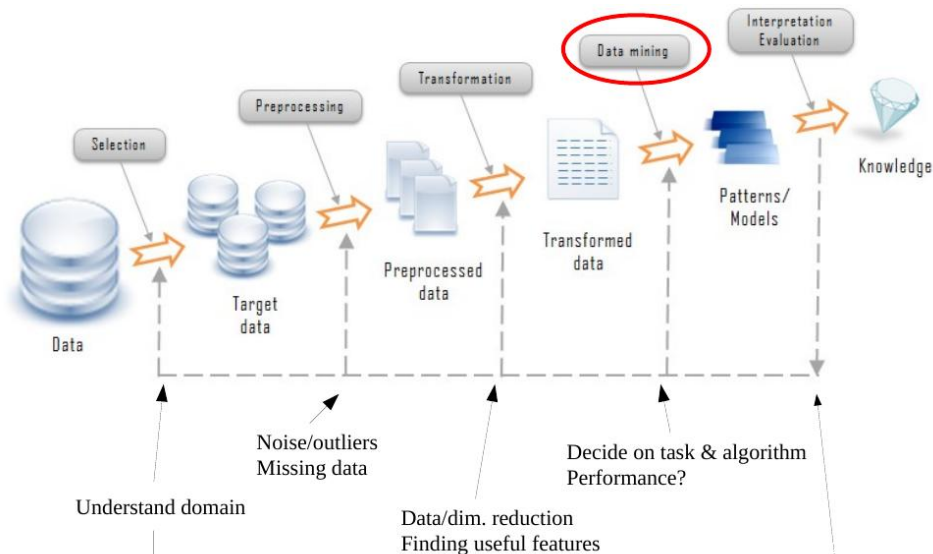 Interpretation
Evaluation
Data mining
Transformation
Preprocessing
Selection
Knowledge
Patterns/
Models
Transformed
data
Preprocessed
data
Target
data
Data
Noise/outliers
Missing data
Decide on task & algorithm
Performance?
Understand domain
Data/dim. reduction
Finding useful features